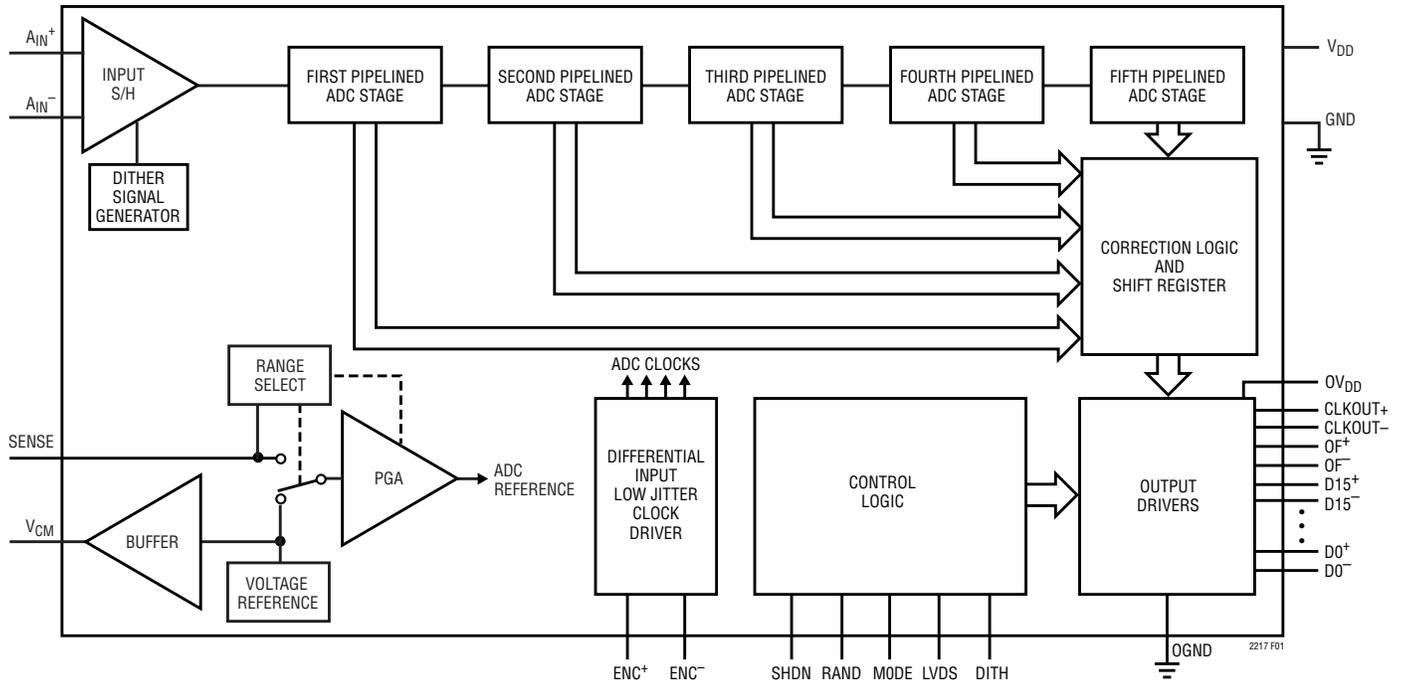 AIN+
AIN−
INPUT
S/H
DITHER
SIGNAL
GENERATOR
FIRST PIPELINED
ADC STAGE
SECOND PIPELINED
ADC STAGE
THIRD PIPELINED
ADC STAGE
FOURTH PIPELINED
ADC STAGE
FIFTH PIPELINED
ADC STAGE
VDD
GND
CORRECTION LOGIC
AND
SHIFT REGISTER
RANGE
SELECT
SENSE
VCM
BUFFER
VOLTAGE
REFERENCE
PGA
ADC
REFERENCE
ADC CLOCKS
DIFFERENTIAL
INPUT
LOW JITTER
CLOCK
DRIVER
CONTROL
LOGIC
OUTPUT
DRIVERS
OVDD
CLKOUT+
CLKOUT–
OF+
OF−
D15+
D15−
D0+
D0−
ENC+
ENC−
SHDN
RAND
MODE
LVDS
DITH
OGND
2217 F01